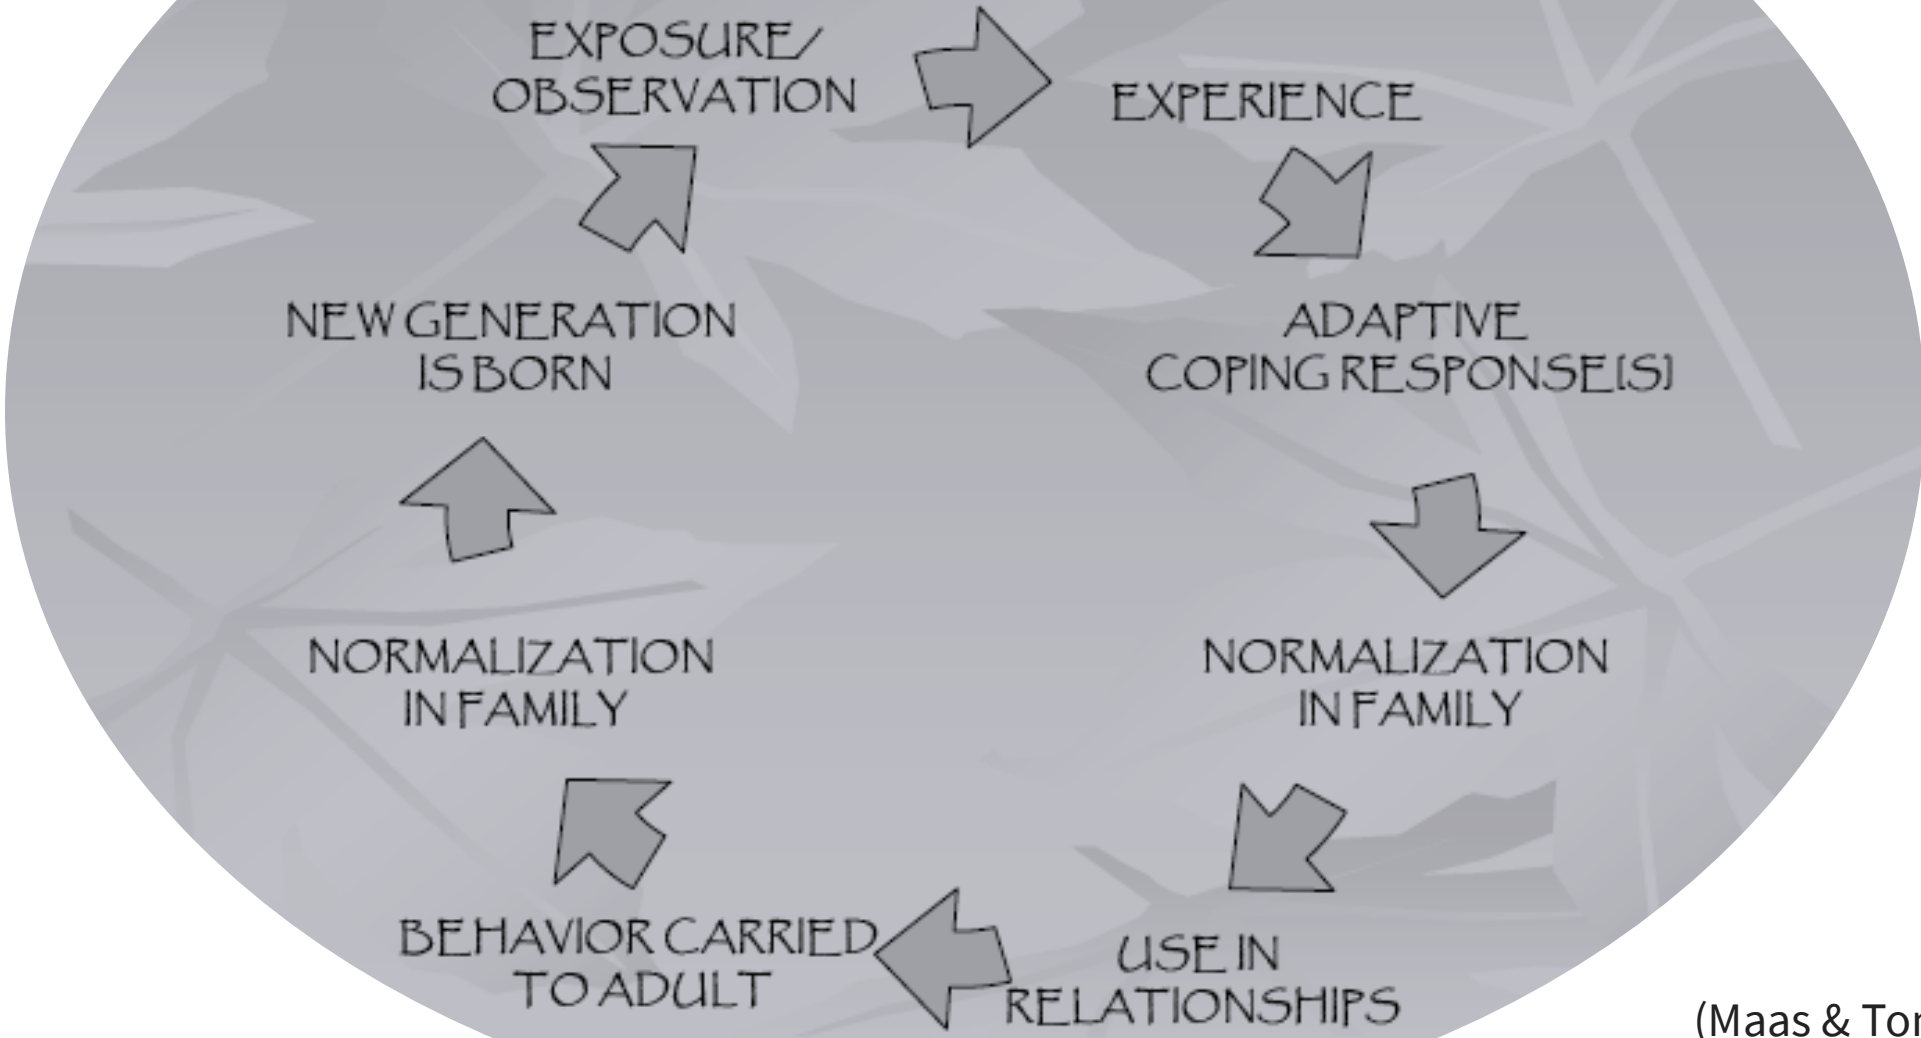 EXPOSURE/
OBSERVATION
EXPERIENCE
ADAPTIVE
COPING RESPONSE[S]
NORMALIZATION
IN FAMILY
USE IN
RELATIONSHIPS
BEHAVIOR CARRIED
TO ADULT
NORMALIZATION
IN FAMILY
NEW GENERATION
IS BORN
(Maas &